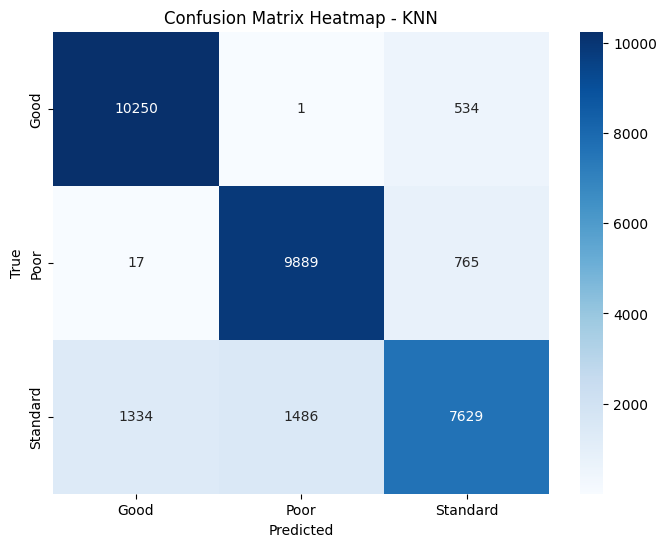 Confusion Matrix Heatmap - KNN
True
Good
10250
1
534
Poor
17
9889
765
Standard
1334
1486
7629
Good
Poor
Standard
Predicted
10000
8000
6000
4000
2000